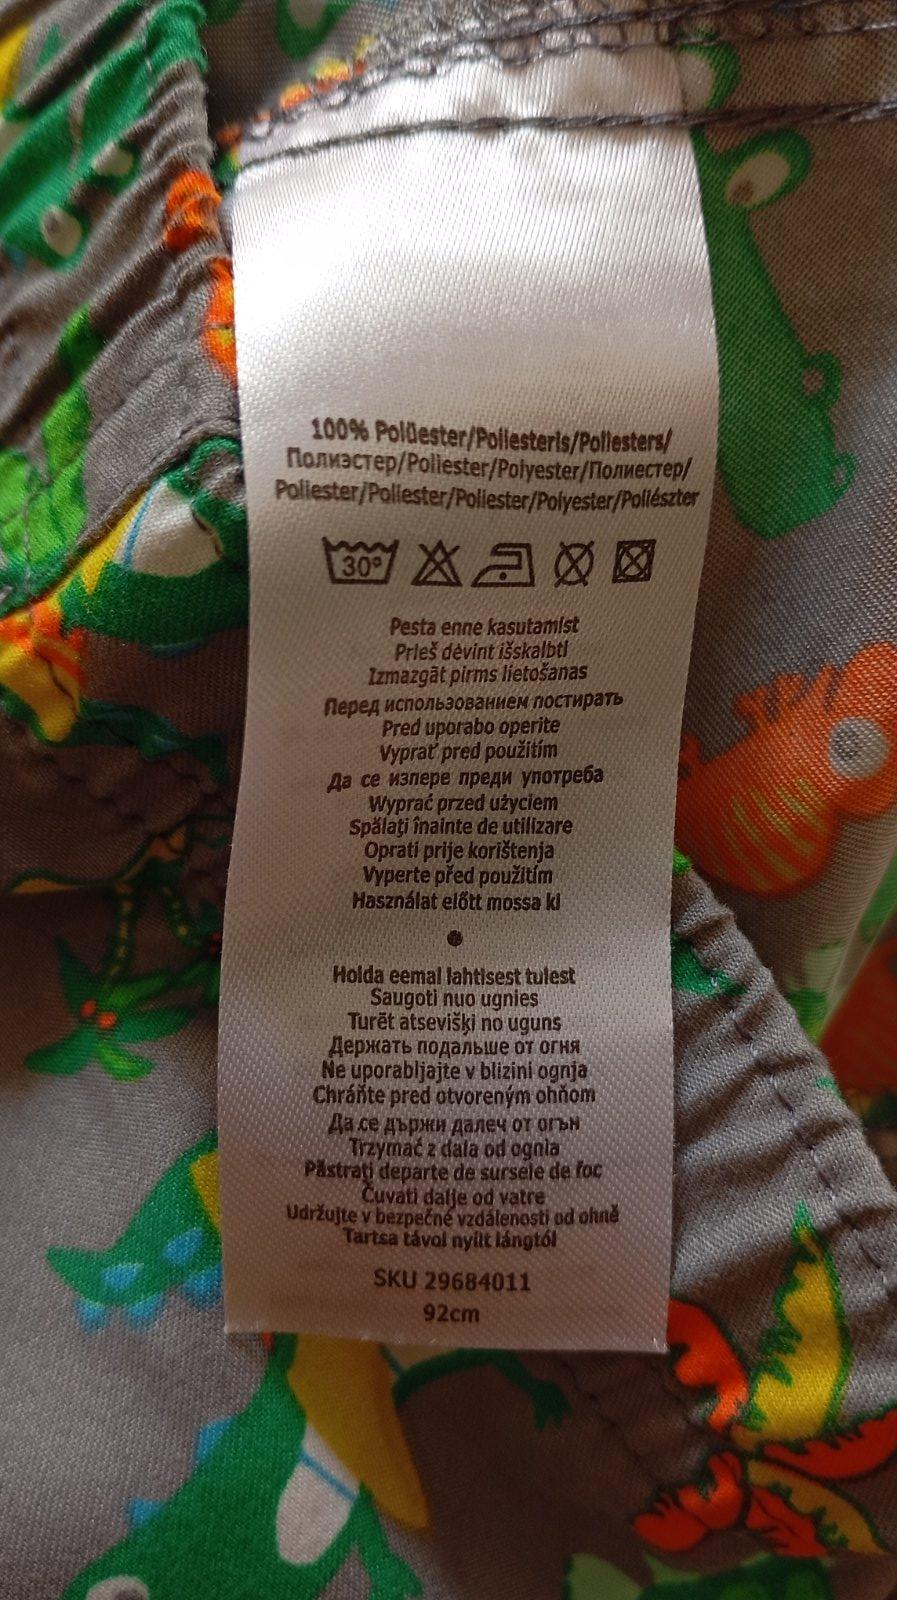 100% Polüester/Poliesteris/Poliesters/
Полиэстер/Poliester/Polyester/Полиестер/
Poliester/Poliester/Poliester/Polyester/Poliészter
30°
Pesta enne kasutamist
Prieš dėvint išskalbti
Izmazgāt pirms lietošanas
Перед использованием постирать
Pred uporabo operite
Vyprať pred použitím
Да се изпере преди употреба
Wyprać przed użyciem
Spălați înainte de utilizare
Oprati prije korištenja
Vyperte před použitím
Használat előtt mossa ki
Holda eemal lahtisest tulest
Saugoti nuo ugnies
Turēt atsevišķi no uguns
Держать подальше от огня
Ne uporabljajte v blizini ognja
Chráňte pred otvoreným ohňom
Да се държи далеч от огън
Trzymać z dala od ognia
Păstrați departe de sursele de foc
Čuvati dalje od vatre
Udržujte v bezpečné vzdálenosti od ohně
Tartsa távol nyílt lángtól
SKU 29684011
92cm